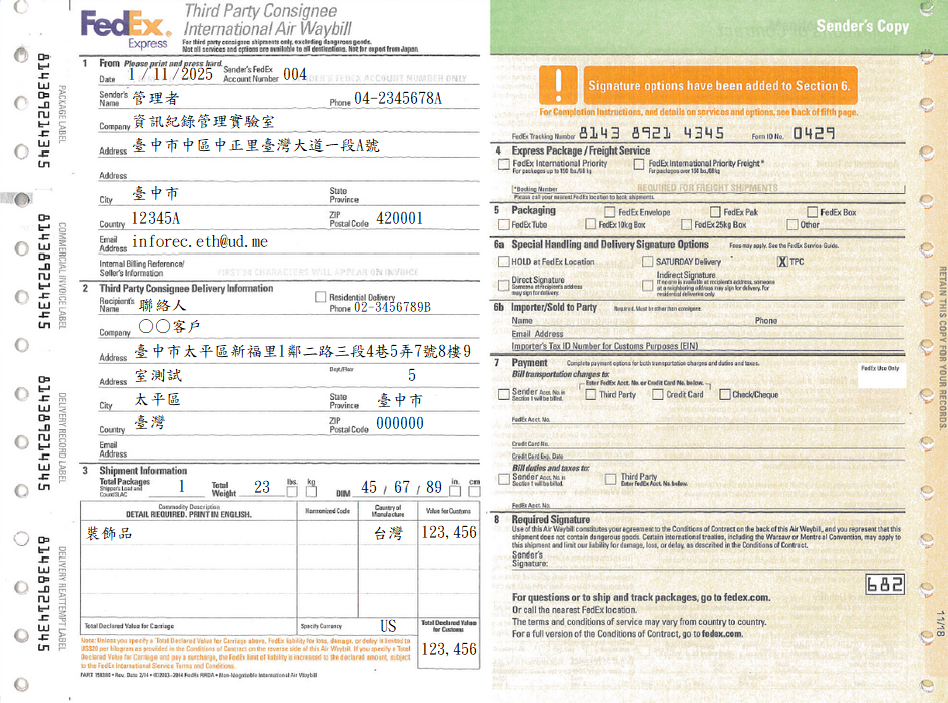 FedEx
Express
Third Party Consignee
International Air Waybill
For third party consignee shipments only, excluding dangerous goods.
Not all services and options are available to all destinations. Not for export from Japan.
1 From Please print and press hard.
Date 1/11/2025 Sender's FedEx Account Number 004
Sender's Name 管理者 Phone 04-2345678A
Company 資訊紀錄管理實驗室
Address 臺中市中區中正里臺灣大道一段A號
Address
City 臺中市 State Province
Country 12345A ZIP Postal Code 420001
Email Address inforec.eth@ud.me
Internal Billing Reference/
Seller's Information FIRST 24 CHARACTERS WILL APPEAR ON INVOICE
2 Third Party Consignee Delivery Information
Recipient's Name 聯絡人 Residential Delivery Phone 02-3456789B
Company 〇〇客戶
Address 臺中市太平區新福里1鄰二路三段4巷5弄7號8樓9
Address 室測試 Dept./Floor 5
City 太平區 State Province 臺中市
Country 臺灣 ZIP Postal Code 000000
Email Address
3 Shipment Information
Total Packages 1 Total Weight 23 lbs. kg DIM 45 / 67 / 89 in. cm
Shipper's Load and Count/SLAC
Commodity Description
DETAIL REQUIRED. PRINT IN ENGLISH. Harmonized Code Country of Manufacture Value for Customs
裝飾品 台灣 123,456
Total Declared Value for Carriage Specify Currency US Total Declared Value for Customs
123,456
Note: Unless you specify a Total Declared Value for Carriage above, FedEx liability for loss, damage, or delay is limited to
US$20 per kilogram as provided in the Conditions of Contract on the reverse side of this Air Waybill. If you specify a Total
Declared Value for Carriage and pay a surcharge, the FedEx limit of liability is increased to the declared amount, subject
to the FedEx International Service Terms and Conditions.
PART 158386 • Rev. Date 2/14 • ©2003–2014 FedEx RRDA • Non-Negotiable International Air Waybill
814389214345
PACKAGE LABEL
814389214345
COMMERCIAL INVOICE LABEL
814389214345
DELIVERY RECORD LABEL
814389214345
DELIVERY REATTEMPT LABEL
Sender's Copy
! Signature options have been added to Section 6.
For Completion Instructions, and details on services and options, see back of fifth page.
FedEx Tracking Number 8143 8921 4345 Form ID No. 0429
4 Express Package / Freight Service
FedEx International Priority
For packages up to 150 lbs./68 kg
FedEx International Priority Freight*
For packages over 150 lbs./68kg
*Booking Number REQUIRED FOR FREIGHT SHIPMENTS
Please call your nearest FedEx location to book shipments.
5 Packaging FedEx Envelope FedEx Pak FedEx Box
FedEx Tube FedEx 10kg Box FedEx 25kg Box Other
6a Special Handling and Delivery Signature Options Fees may apply. See the FedEx Service Guide.
HOLD at FedEx Location SATURDAY Delivery X TPC
Direct Signature
Someone at recipient's address may sign for delivery.
Indirect Signature
If no one is available at recipient's address, someone
at a neighboring address may sign for delivery. For
residential deliveries only.
6b Importer/Sold to Party Required. Must be other than consignee.
Name Phone
Email Address
Importer's Tax ID Number for Customs Purposes (EIN)
7 Payment Complete payment options for both transportation charges and duties and taxes.
FedEx Use Only
Bill transportation charges to:
Enter FedEx Acct. No. or Credit Card No. below.
Sender Acct. No. in Section 1 will be billed. Third Party Credit Card Check/Cheque
FedEx Acct. No.
Credit Card No.
Credit Card Exp. Date
Bill duties and taxes to:
Sender Acct. No. in Section 1 will be billed. Third Party Enter FedEx Acct. No. below.
FedEx Acct. No.
8 Required Signature
Use of this Air Waybill constitutes your agreement to the Conditions of Contract on the back of this Air Waybill, and you represent that this
shipment does not contain dangerous goods. Certain international treaties, including the Warsaw or Montreal Convention, may apply to
this shipment and limit our liability for damage, loss, or delay, as described in the Conditions of Contract.
Sender's
Signature:
682
For questions or to ship and track packages, go to fedex.com.
Or call the nearest FedEx location.
The terms and conditions of service may vary from country to country.
For a full version of the Conditions of Contract, go to fedex.com.
RETAIN THIS COPY FOR YOUR RECORDS.
11/18